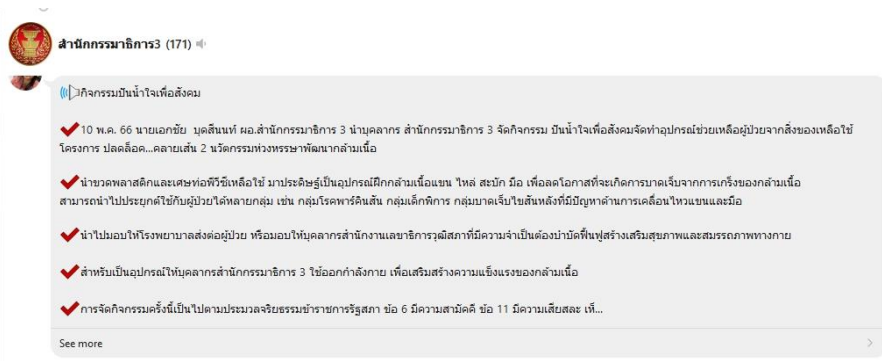 สำนักกรรมาธิการ3 (171)
กิจกรรมปันน้ำใจเพื่อสังคม
10 พ.ค. 66 นายเอกชัย บุดสีนนท์ ผอ.สำนักกรรมาธิการ 3 นำบุคลากร สำนักกรรมาธิการ 3 จัดกิจกรรม ปันน้ำใจเพื่อสังคมจัดทำอุปกรณ์ช่วยเหลือผู้ป่วยจากสิ่งของเหลือใช้
โครงการ ปลดล็อค...คลายเส้น 2 นวัตกรรมห่วงหรรษาพัฒนากล้ามเนื้อ
นำขวดพลาสติกและเศษท่อพีวีซีเหลือใช้ มาประดิษฐ์เป็นอุปกรณ์ฝึกกล้ามเนื้อแขน ไหล่ สะบัก มือ เพื่อลดโอกาสที่จะเกิดการบาดเจ็บจากการเกร็งของกล้ามเนื้อ
สามารถนำไปประยุกต์ใช้กับผู้ป่วยได้หลายกลุ่ม เช่น กลุ่มโรคพาร์คินสัน กลุ่มเด็กพิการ กลุ่มบาดเจ็บไขสันหลังที่มีปัญหาด้านการเคลื่อนไหวแขนและมือ
นำไปมอบให้โรงพยาบาลส่งต่อผู้ป่วย หรือมอบให้บุคลากรสำนักงานเลขาธิการวุฒิสภาที่มีความจำเป็นต้องบำบัดฟื้นฟูสร้างเสริมสุขภาพและสมรรถภาพทางกาย
สำหรับเป็นอุปกรณ์ให้บุคลากรสำนักกรรมาธิการ 3 ใช้ออกกำลังกาย เพื่อเสริมสร้างความแข็งแรงของกล้ามเนื้อ
การจัดกิจกรรมครั้งนี้เป็นไปตามประมวลจริยธรรมข้าราชการรัฐสภา ข้อ 6 มีความสามัคคี ข้อ 11 มีความเสียสละ เห็...
See more